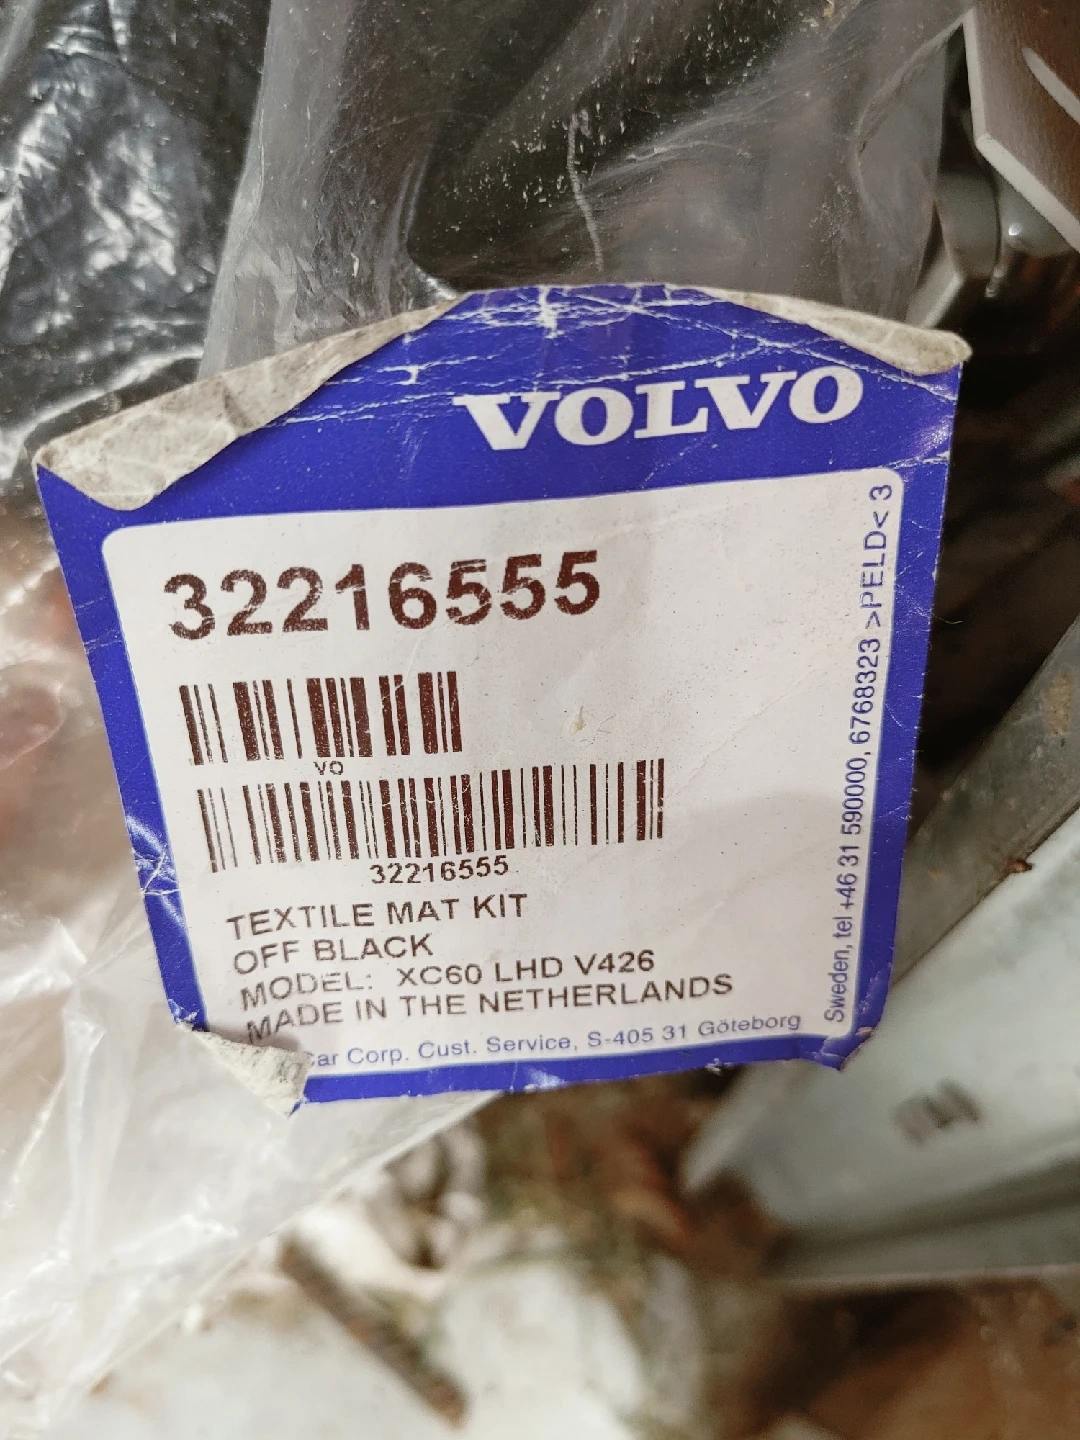 VOLVO
32216555
VO
32216555
TEXTILE MAT KIT
OFF BLACK
MODEL: XC60 LHD V426
MADE IN THE NETHERLANDS
Car Corp. Cust. Service, S-405 31 Göteborg
Sweden, tel +46 31 590000, 6768323 >PELD< 3